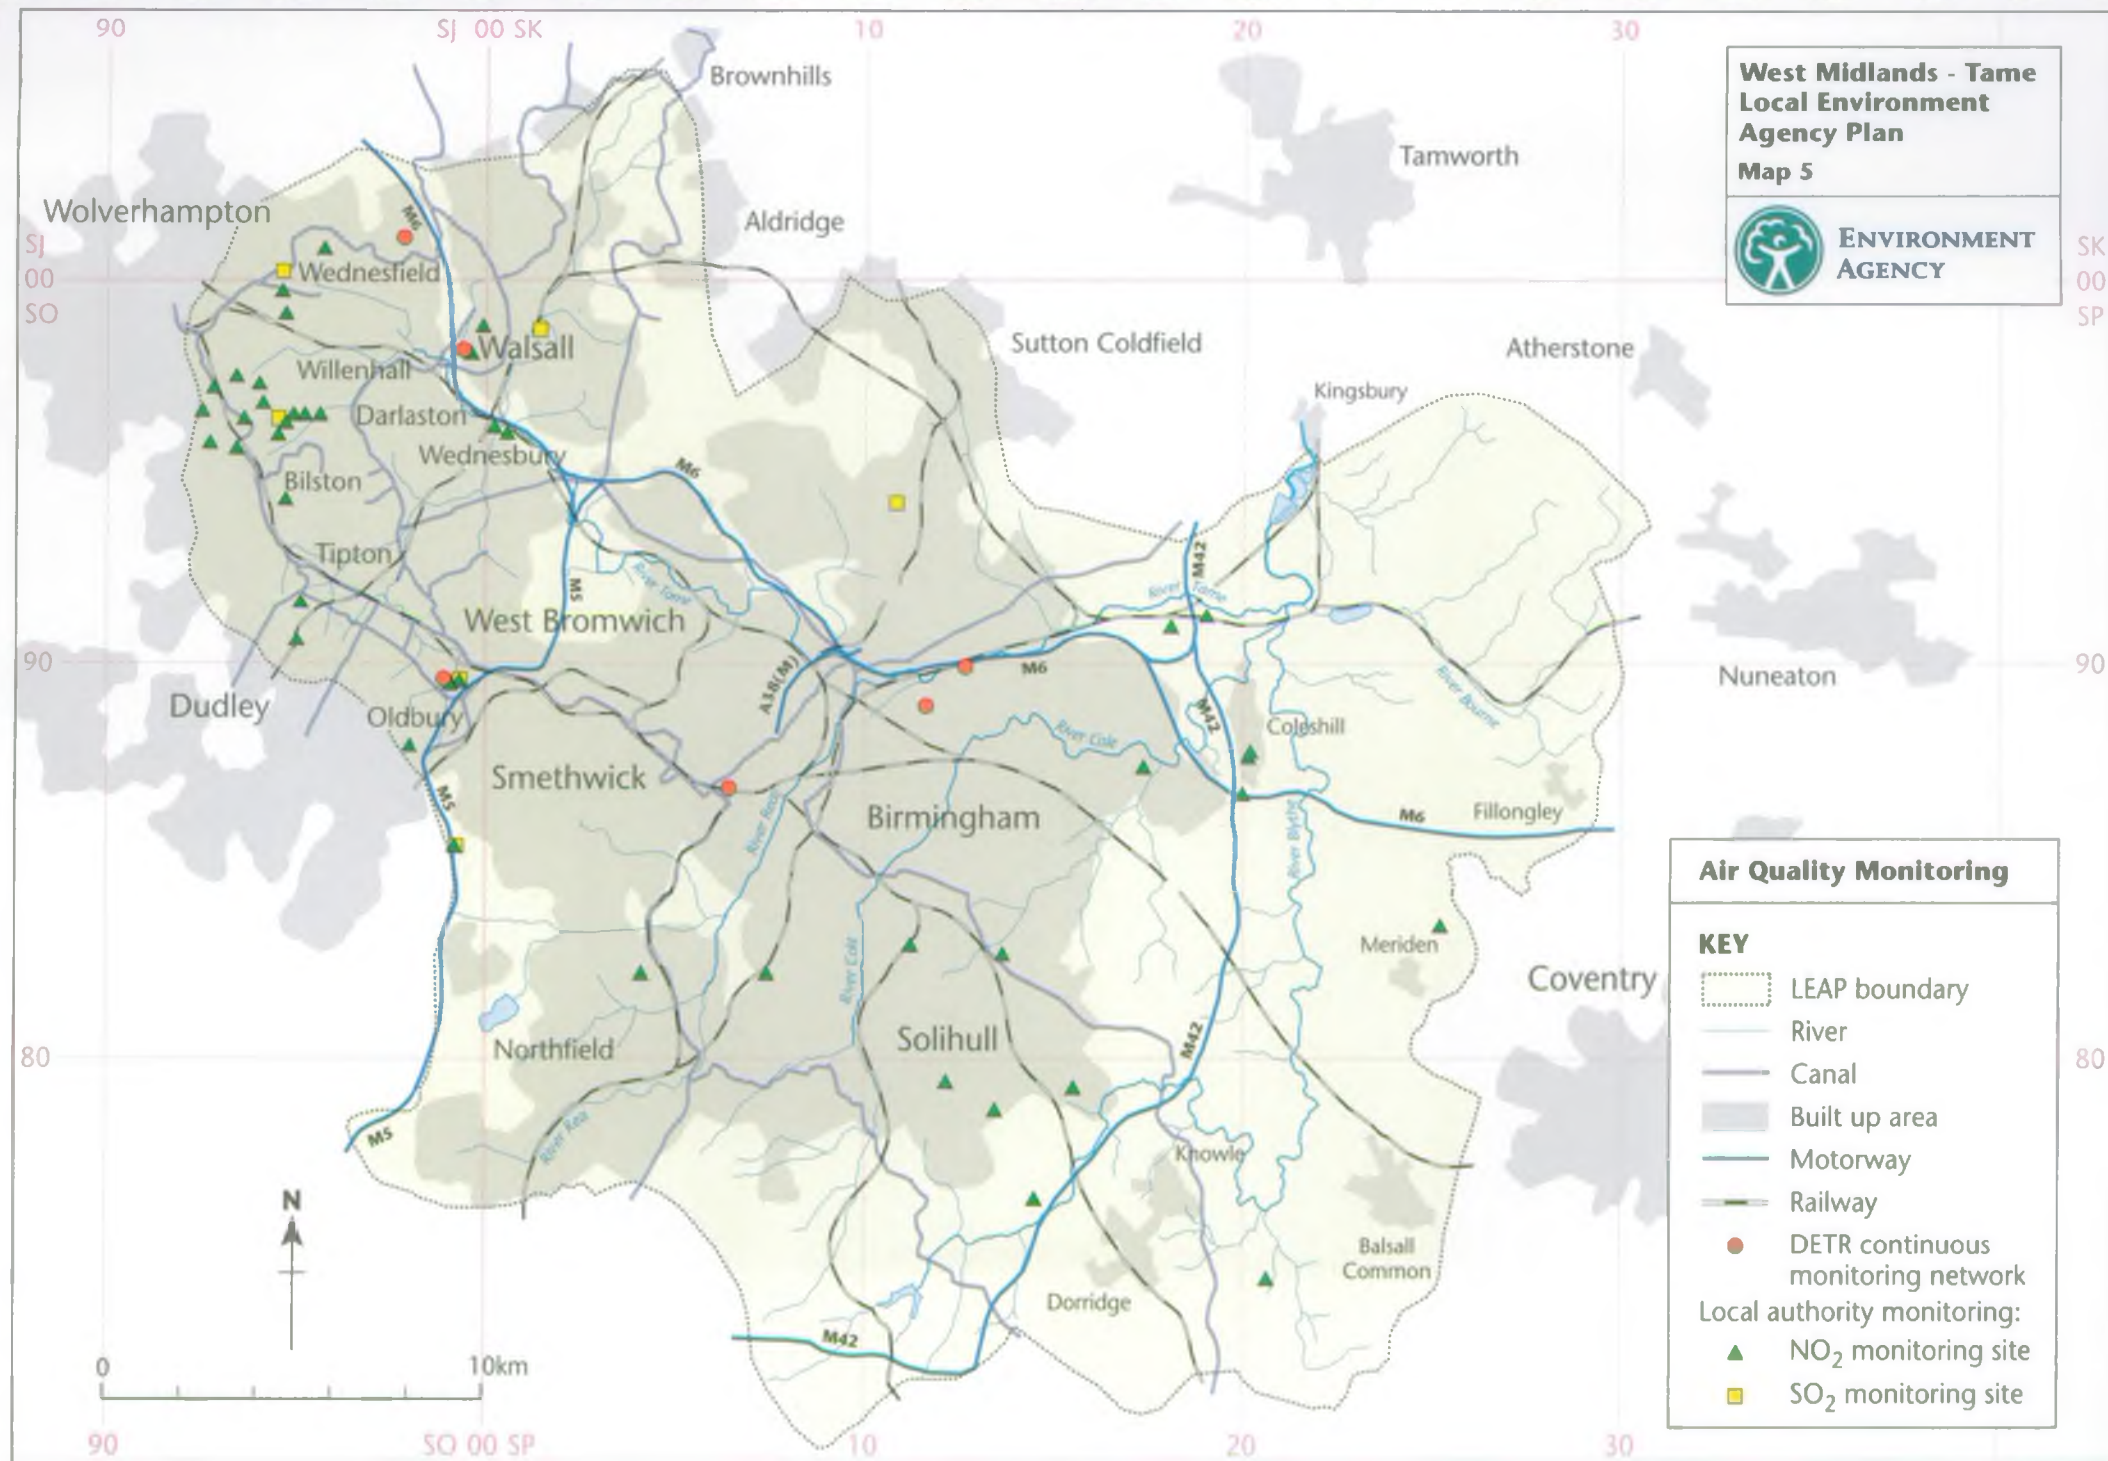 90
SJ 00 SK
10
20
30
West Midlands - Tame
Local Environment
Agency Plan
Map 5
ENVIRONMENT
AGENCY
Brownhills
Tamworth
Wolverhampton
M6
Aldridge
SJ
00
SO
SK
00
SP
Wednesfield
Walsall
Sutton Coldfield
Atherstone
Willenhall
Kingsbury
Darlaston
Wednesbury
M6
Bilston
Tipton
M42
M5
River Tame
River Tame
West Bromwich
90
A38(M)
M6
90
Nuneaton
River Bourne
Dudley
Oldbury
M42
Coleshill
River Cole
Smethwick
M5
River Rea
Birmingham
M6
Fillongley
River Blythe
Air Quality Monitoring
KEY
LEAP boundary
River
Canal
Built up area
Motorway
Railway
DETR continuous
monitoring network
Local authority monitoring:
NO2 monitoring site
SO2 monitoring site
Meriden
Coventry
River Cole
Solihull
M42
Northfield
80
80
M5
River Rea
Knowle
N
Balsall
Common
Dorridge
M42
0
10km
90
SO 00 SP
10
20
30